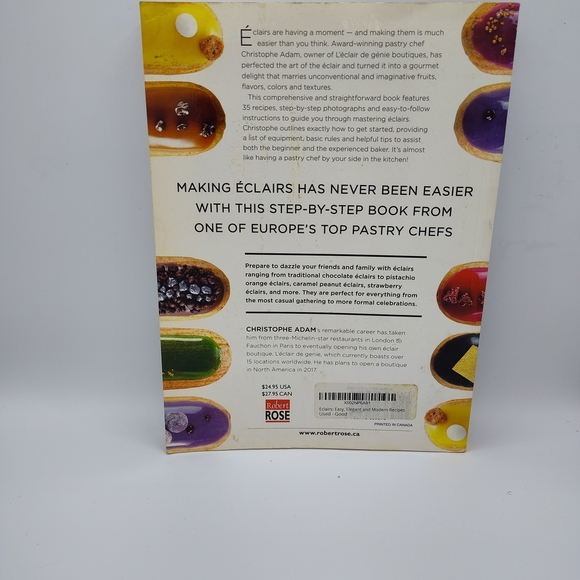 Éclairs are having a moment — and making them is much
easier than you think. Award-winning pastry chef
Christophe Adam, owner of L'éclair de génie boutiques, has
perfected the art of the éclair and turned it into a gourmet
delight that marries unconventional and imaginative fruits,
flavors, colors and textures.
This comprehensive and straightforward book features
35 recipes, step-by-step photographs and easy-to-follow
instructions to guide you through mastering éclairs.
Christophe outlines exactly how to get started, providing
a list of equipment, basic rules and helpful tips to assist
both the beginner and the experienced baker. It's almost
like having a pastry chef by your side in the kitchen!
MAKING ÉCLAIRS HAS NEVER BEEN EASIER
WITH THIS STEP-BY-STEP BOOK FROM
ONE OF EUROPE'S TOP PASTRY CHEFS
Prepare to dazzle your friends and family with éclairs
ranging from traditional chocolate éclairs to pistachio
orange éclairs, caramel peanut éclairs, strawberry
éclairs, and more. They are perfect for everything from
the most casual gathering to more formal celebrations.
CHRISTOPHE ADAM's remarkable career has taken
him from three-Michelin-star restaurants in London to
Fauchon in Paris to eventually opening his own éclair
boutique, L'éclair de génie, which currently boasts over
15 locations worldwide. He has plans to open a boutique
in North America in 2017.
$24.95 USA
$27.95 CAN
Robert
ROSE
Eclairs: Easy, Elegant and Modern Recipes
Used - Good
PRINTED IN CANADA
www.robertrose.ca